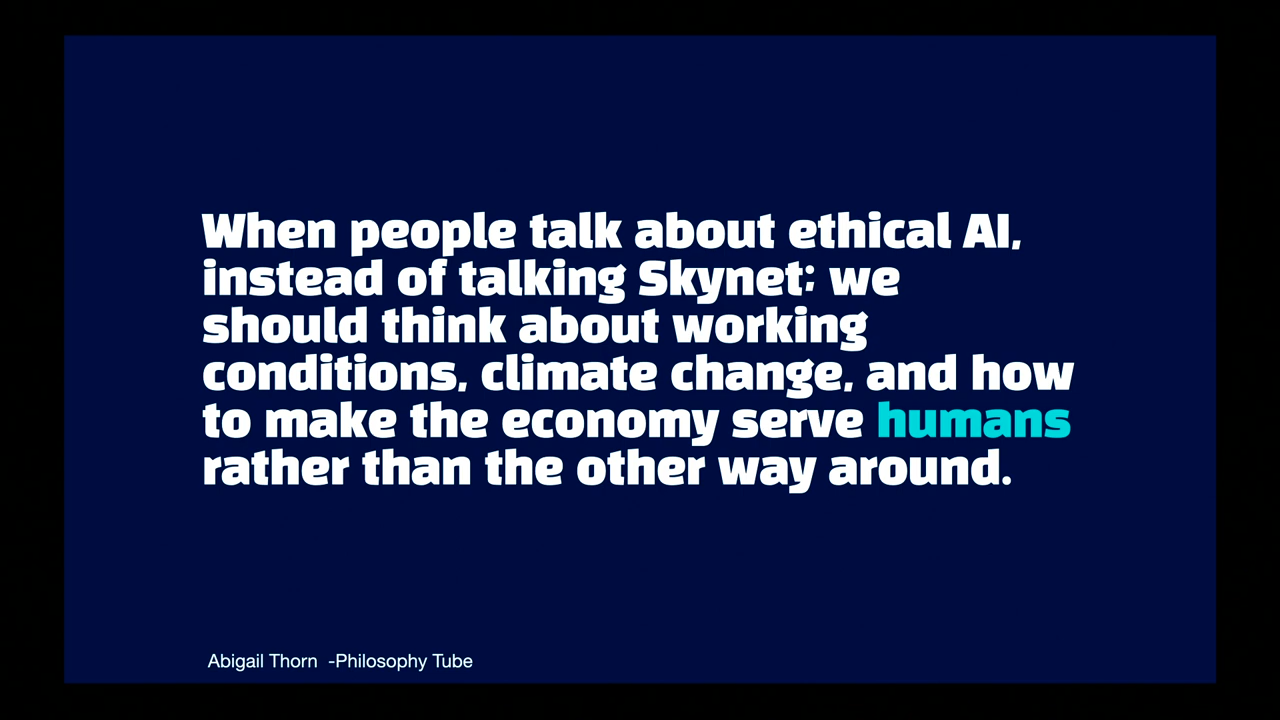 When people talk about ethical AI,
instead of talking Skynet; we
should think about working
conditions, climate change, and how
to make the economy serve humans
rather than the other way around.
Abigail Thorn  -Philosophy Tube